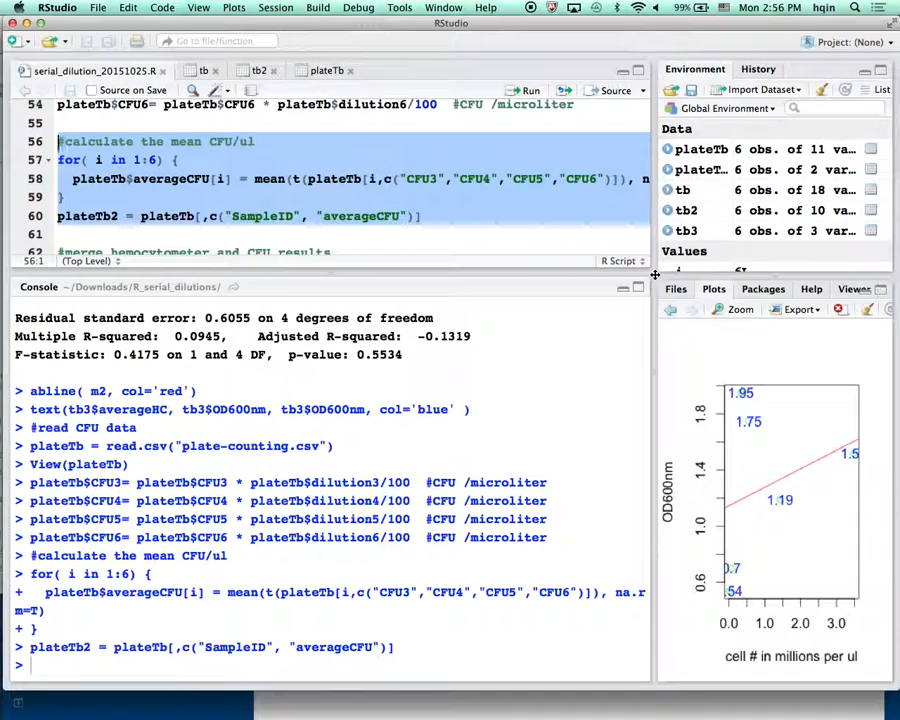 RStudio File Edit Code View Plots Session Build Debug Tools Window Help 99% Mon 2:56 PM hqin
RStudio
Go to file/function Project: (None)
serial_dilution_20151025.R tb tb2 plateTb
Source on Save Run Source
54 plateTb$CFU6= plateTb$CFU6 * plateTb$dilution6/100 #CFU /microliter
55
56 #calculate the mean CFU/ul
57 for( i in 1:6) {
58 plateTb$averageCFU[i] = mean(t(plateTb[i,c("CFU3","CFU4","CFU5","CFU6")]), n
59 }
60 plateTb2 = plateTb[,c("SampleID", "averageCFU")]
61
62 #merge hemocytometer and CFU results
56:1 (Top Level) R Script
Console ~/Downloads/R_serial_dilutions/
Residual standard error: 0.6055 on 4 degrees of freedom
Multiple R-squared: 0.0945, Adjusted R-squared: -0.1319
F-statistic: 0.4175 on 1 and 4 DF, p-value: 0.5534
> abline( m2, col='red')
> text(tb3$averageHC, tb3$OD600nm, tb3$OD600nm, col='blue' )
> #read CFU data
> plateTb = read.csv("plate-counting.csv")
> View(plateTb)
> plateTb$CFU3= plateTb$CFU3 * plateTb$dilution3/100 #CFU /microliter
> plateTb$CFU4= plateTb$CFU4 * plateTb$dilution4/100 #CFU /microliter
> plateTb$CFU5= plateTb$CFU5 * plateTb$dilution5/100 #CFU /microliter
> plateTb$CFU6= plateTb$CFU6 * plateTb$dilution6/100 #CFU /microliter
> #calculate the mean CFU/ul
> for( i in 1:6) {
+ plateTb$averageCFU[i] = mean(t(plateTb[i,c("CFU3","CFU4","CFU5","CFU6")]), na.r
m=T)
+ }
> plateTb2 = plateTb[,c("SampleID", "averageCFU")]
>
Environment History
Import Dataset List
Global Environment
Data
plateTb 6 obs. of 11 va…
plateT… 6 obs. of 2 var…
tb 6 obs. of 18 va…
tb2 6 obs. of 10 va…
tb3 6 obs. of 3 var…
Values
i
Files Plots Packages Help Viewer
Zoom Export
OD600nm
1.8
1.4
1.0
0.6
1.95
1.75
1.5
1.19
0.7
.54
0.0 1.0 2.0 3.0
cell # in millions per ul